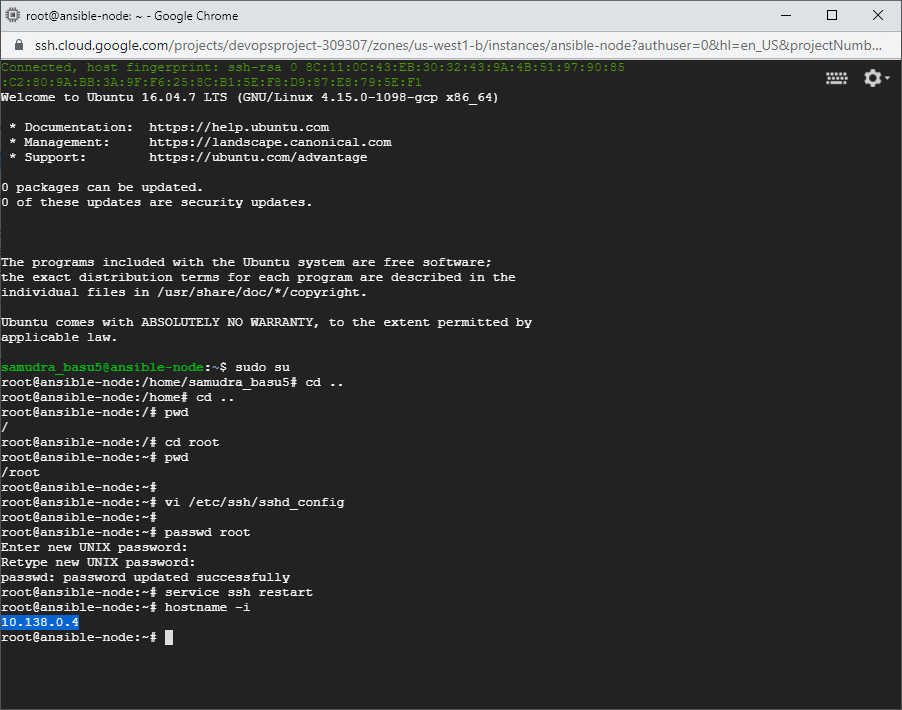 root@ansible-node: ~ - Google Chrome
ssh.cloud.google.com/projects/devopsproject-309307/zones/us-west1-b/instances/ansible-node?authuser=0&hl=en_US&projectNumb...
Connected, host fingerprint: ssh-rsa 0 8C:11:0C:43:EB:30:32:43:9A:4B:51:97:90:85
:C2:80:9A:BB:3A:9F:F6:25:8C:B1:5E:F8:D9:87:E8:79:5E:F1
Welcome to Ubuntu 16.04.7 LTS (GNU/Linux 4.15.0-1098-gcp x86_64)
* Documentation:  https://help.ubuntu.com
* Management:     https://landscape.canonical.com
* Support:        https://ubuntu.com/advantage
0 packages can be updated.
0 of these updates are security updates.
The programs included with the Ubuntu system are free software;
the exact distribution terms for each program are described in the
individual files in /usr/share/doc/*/copyright.
Ubuntu comes with ABSOLUTELY NO WARRANTY, to the extent permitted by
applicable law.
samudra_basu5@ansible-node:~$ sudo su
root@ansible-node:/home/samudra_basu5# cd ..
root@ansible-node:/home# cd ..
root@ansible-node:/# pwd
/
root@ansible-node:/# cd root
root@ansible-node:~# pwd
/root
root@ansible-node:~#
root@ansible-node:~# vi /etc/ssh/sshd_config
root@ansible-node:~#
root@ansible-node:~# passwd root
Enter new UNIX password:
Retype new UNIX password:
passwd: password updated successfully
root@ansible-node:~# service ssh restart
root@ansible-node:~# hostname -i
10.138.0.4
root@ansible-node:~#